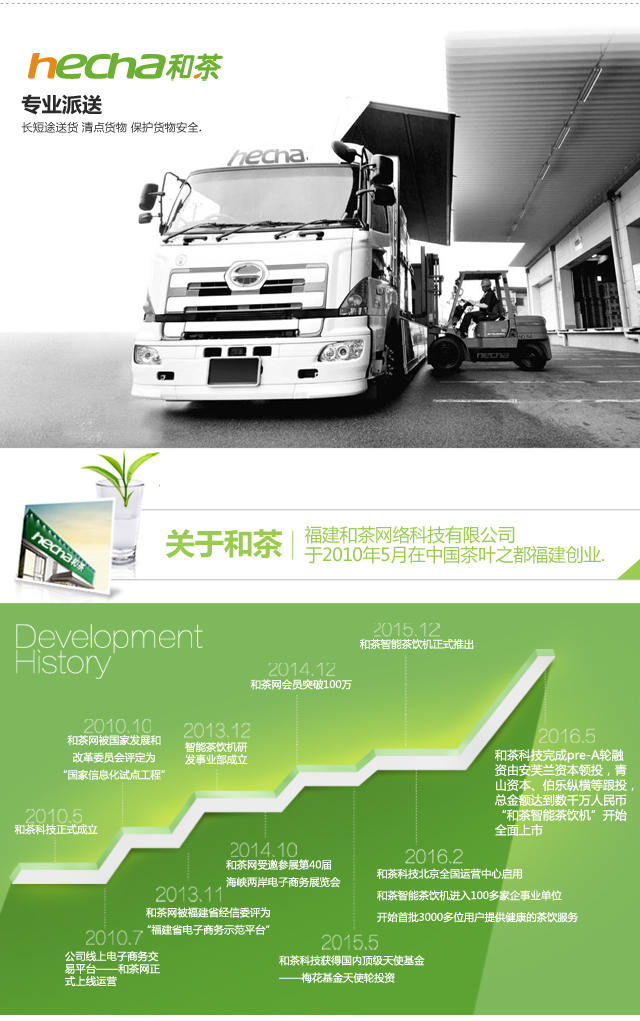 hecha和茶
专业派送
长短途送货 清点货物 保护货物安全.
hecha
hecha
hecha和茶
关于和茶
福建和茶网络科技有限公司
于2010年5月在中国茶叶之都福建创业.
Development
History
2015.12
和茶智能茶饮机正式推出
2014.12
和茶网会员突破100万
2010.10
和茶网被国家发展和
改革委员会评定为
“国家信息化试点工程”
2013.12
智能茶饮机研
发事业部成立
2016.5
和茶科技完成pre-A轮融
资由安芙兰资本领投，青
山资本、伯乐纵横等跟投，
总金额达到数千万人民币
“和茶智能茶饮机”开始
全面上市
2010.5
和茶科技正式成立
2014.10
和茶网受邀参展第40届
海峡两岸电子商务展览会
2016.2
和茶科技北京全国运营中心启用
和茶智能茶饮机进入100多家企事业单位
开始首批3000多位用户提供健康的茶饮服务
2013.11
和茶网被福建省经信委评为
“福建省电子商务示范平台”
2010.7
公司线上电子商务交
易平台——和茶网正
式上线运营
2015.5
和茶科技获得国内顶级天使基金
——梅花基金天使轮投资